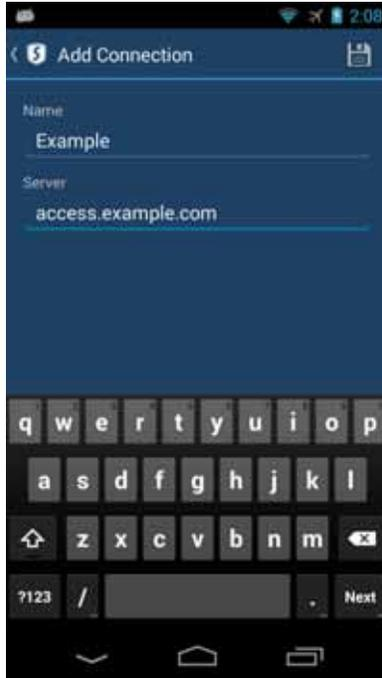 2:08
Add Connection
Name
Example
Server
access.example.com
q w e r t y u i o p
a s d f g h j k l
z x c v b n m
?123 / . Next